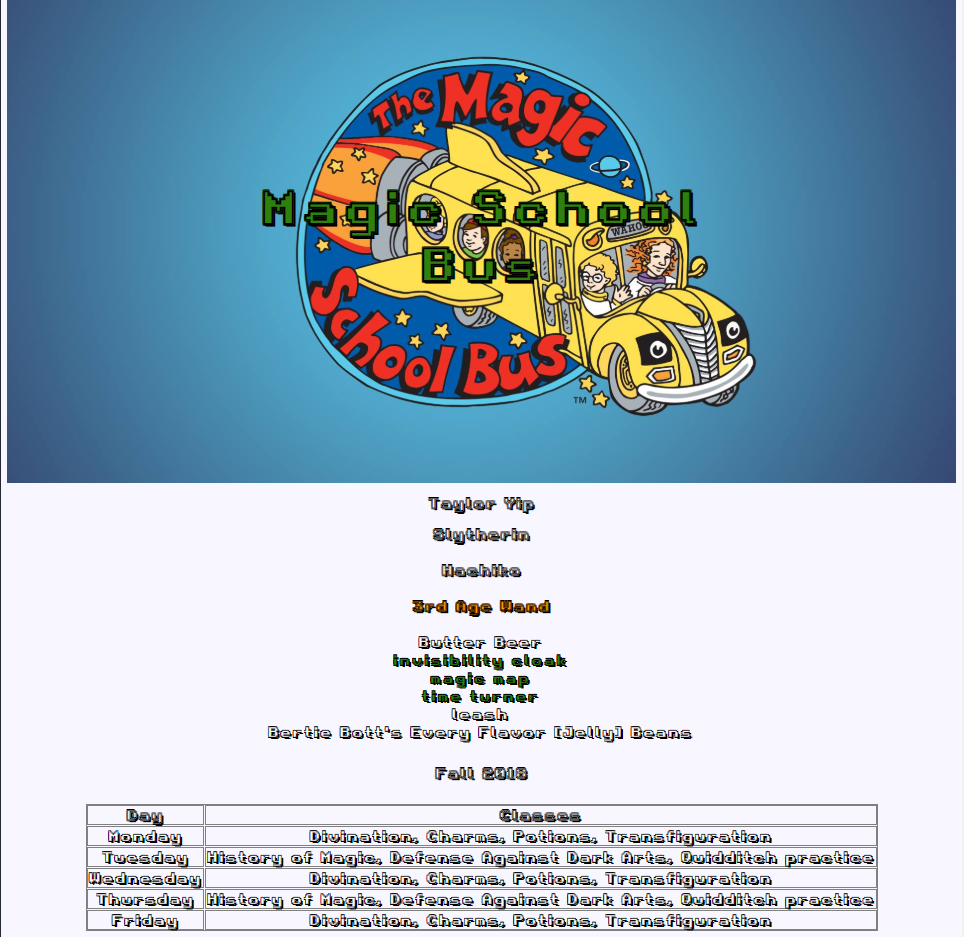 The Magic
Magic School
WAHOO
Bus
School Bus
TM
Taylor Yip
Slytherin
Hachiko
3rd Age Wand
Butter Beer
invisibility cloak
magic map
time turner
leash
Bertie Bott's Every Flavor [Jelly] Beans
Fall 2018
Day Classes
Monday Divination, Charms, Potions, Transfiguration
Tuesday History of Magic, Defense Against Dark Arts, Quidditch practice
Wednesday Divination, Charms, Potions, Transfiguration
Thursday History of Magic, Defense Against Dark Arts, Quidditch practice
Friday Divination, Charms, Potions, Transfiguration